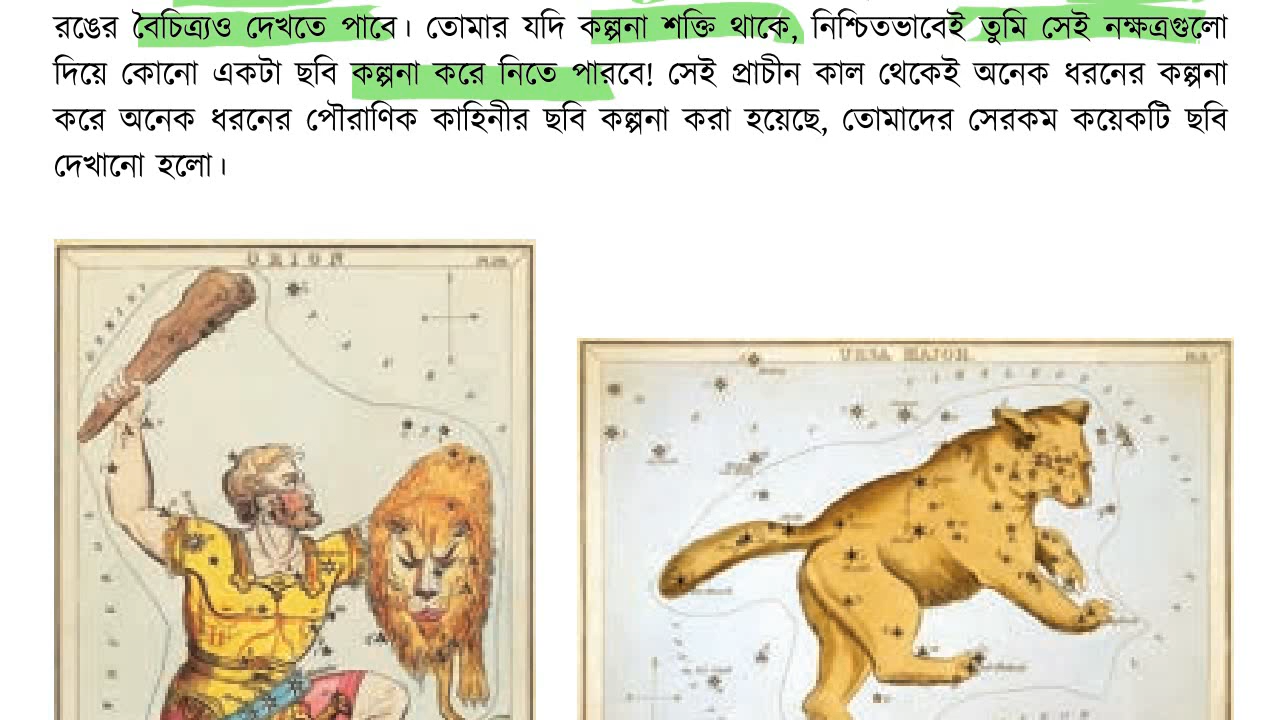 রঙের বৈচিত্র্যও দেখতে পাবে। তোমার যদি কল্পনা শক্তি থাকে, নিশ্চিতভাবেই তুমি সেই নক্ষত্রগুলো
দিয়ে কোনো একটা ছবি কল্পনা করে নিতে পারবে! সেই প্রাচীন কাল থেকেই অনেক ধরনের কল্পনা
করে অনেক ধরনের পৌরাণিক কাহিনীর ছবি কল্পনা করা হয়েছে, তোমাদের সেরকম কয়েকটি ছবি
দেখানো হলো।
ORION
URSA MAJOR.